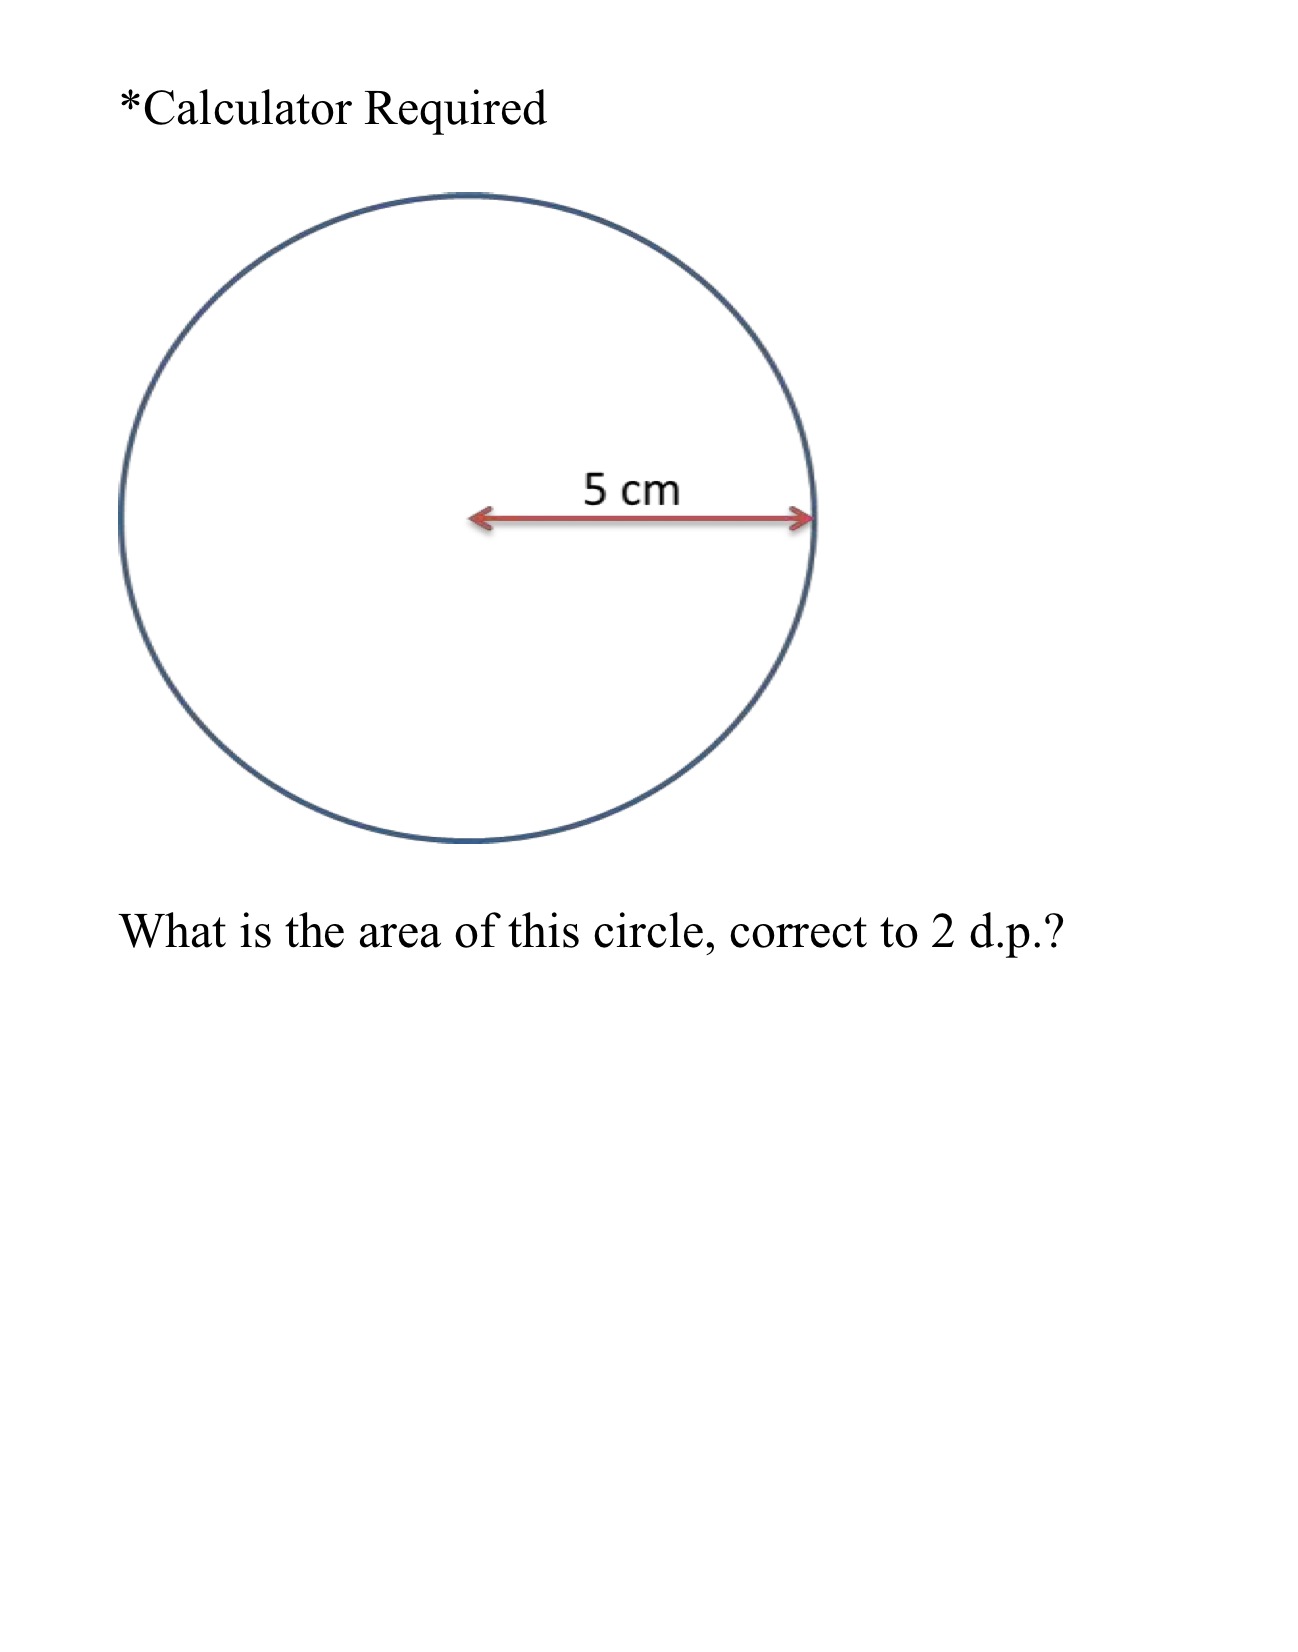 *Calculator Required
5 cm
What is the area of this circle, correct to 2 d.p.?